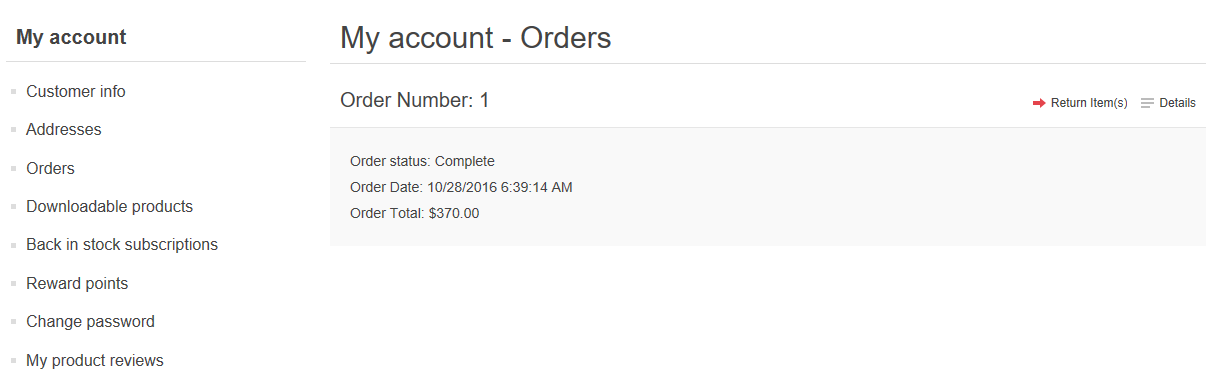 My account
Customer info
Addresses
Orders
Downloadable products
Back in stock subscriptions
Reward points
Change password
My product reviews
My account - Orders
Order Number: 1
Return Item(s) Details
Order status: Complete
Order Date: 10/28/2016 6:39:14 AM
Order Total: $370.00